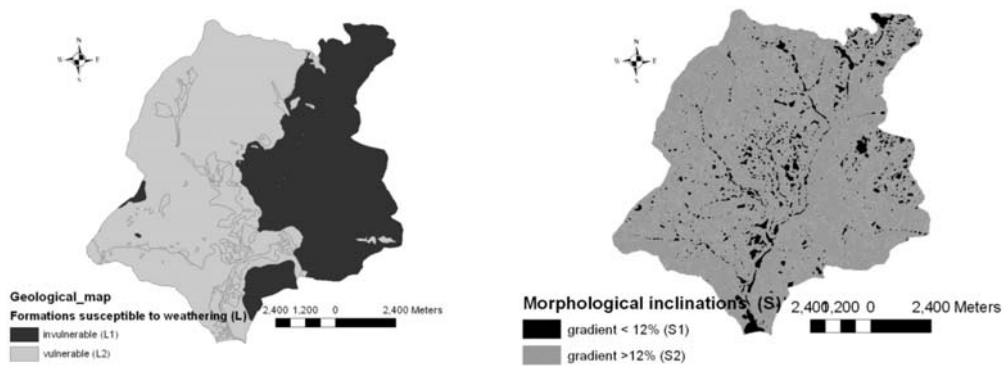 N
W E
S
Geological_map
Formations susceptible to weathering (L)
invulnerable (L1)
vulnerable (L2)
2,400 1,200 0 2,400 Meters
N
W E
S
Morphological inclinations (S)
gradient < 12% (S1)
gradient >12% (S2)
2,400 1,200 0 2,400 Meters